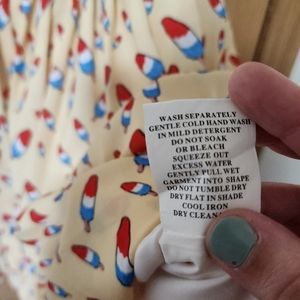 WASH SEPARATELY
GENTLE COLD HAND WASH
IN MILD DETERGENT
DO NOT SOAK
OR BLEACH
SQUEEZE OUT
EXCESS WATER
GENTLY PULL WET
GARMENT INTO SHAPE
DO NOT TUMBLE DRY
DRY FLAT IN SHADE
COOL IRON
DRY CLEAN